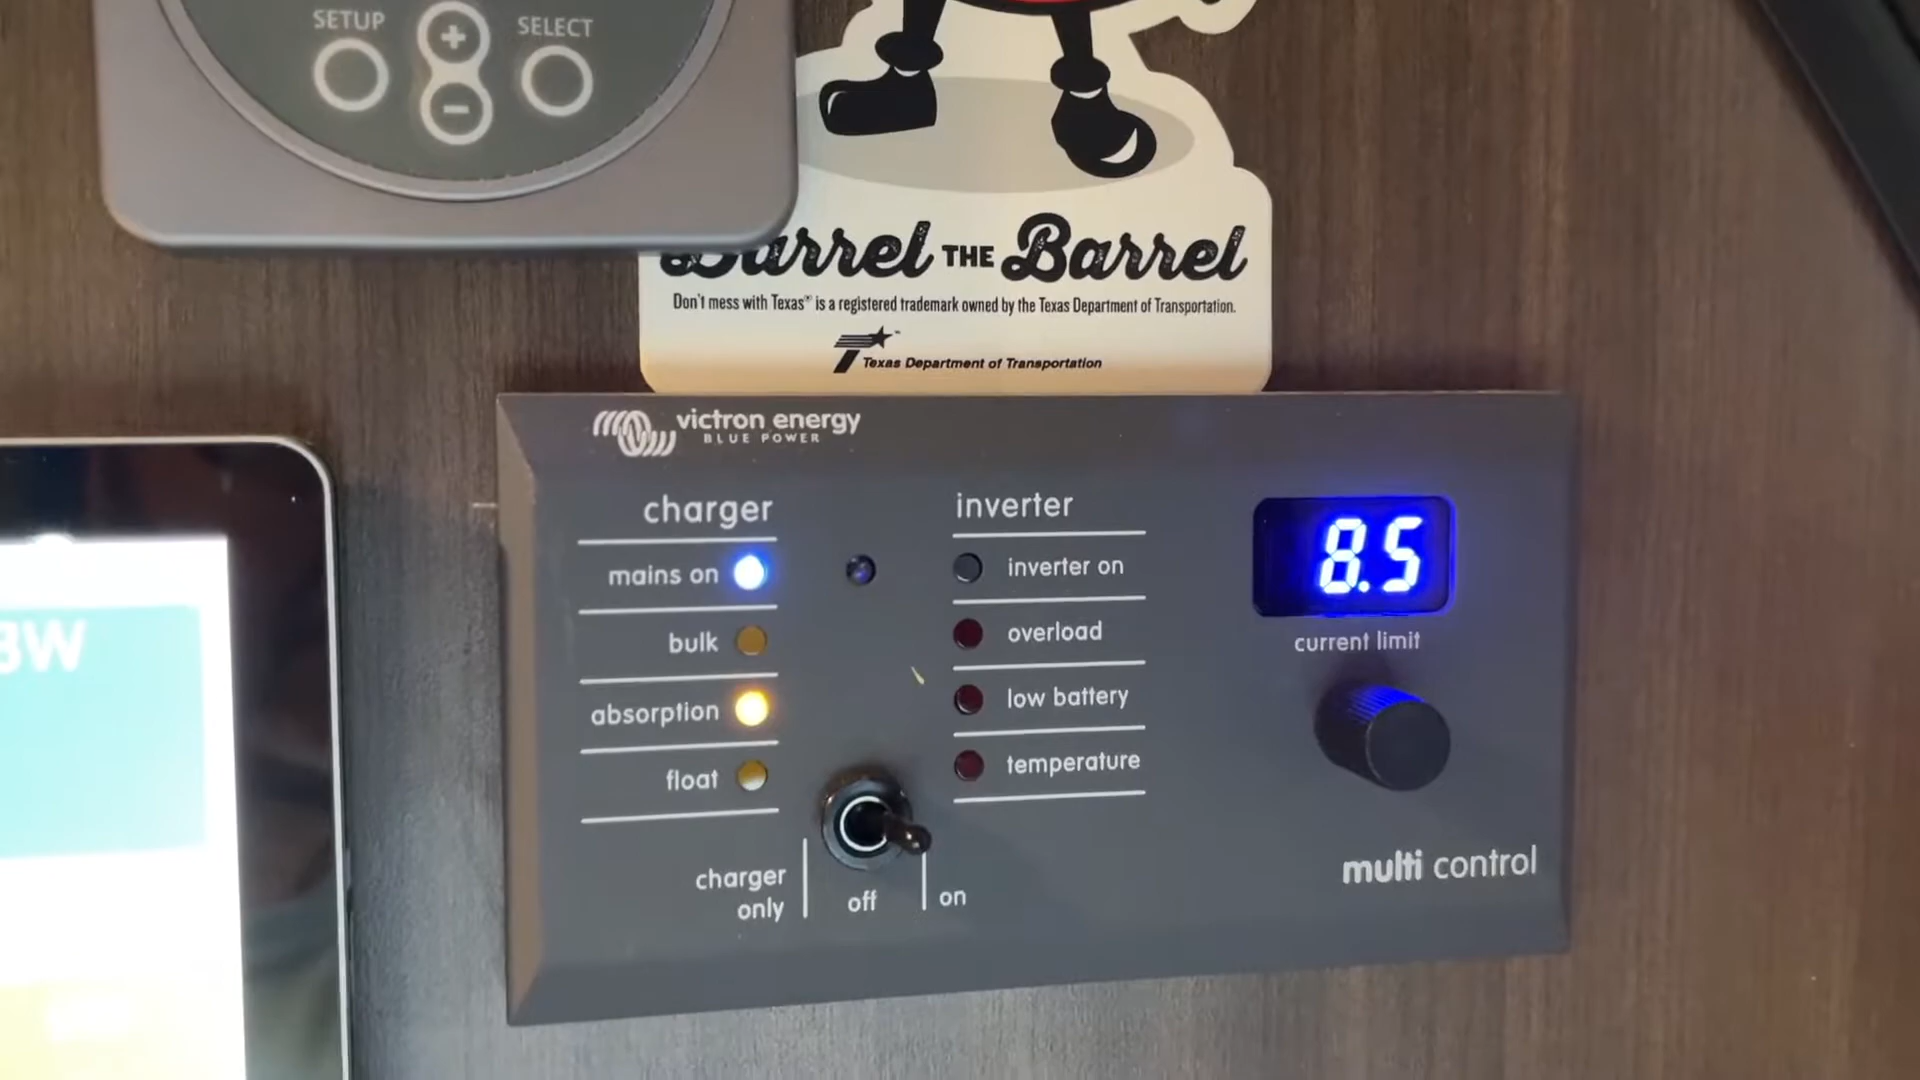 SETUP
+
SELECT
-
Barrel THE Barrel
Don't mess with Texas® is a registered trademark owned by the Texas Department of Transportation.
Texas Department of Transportation
victron energy
BLUE POWER
charger
mains on
bulk
absorption
float
inverter
inverter on
overload
low battery
temperature
8.5
current limit
charger
only
off
on
multi control
W